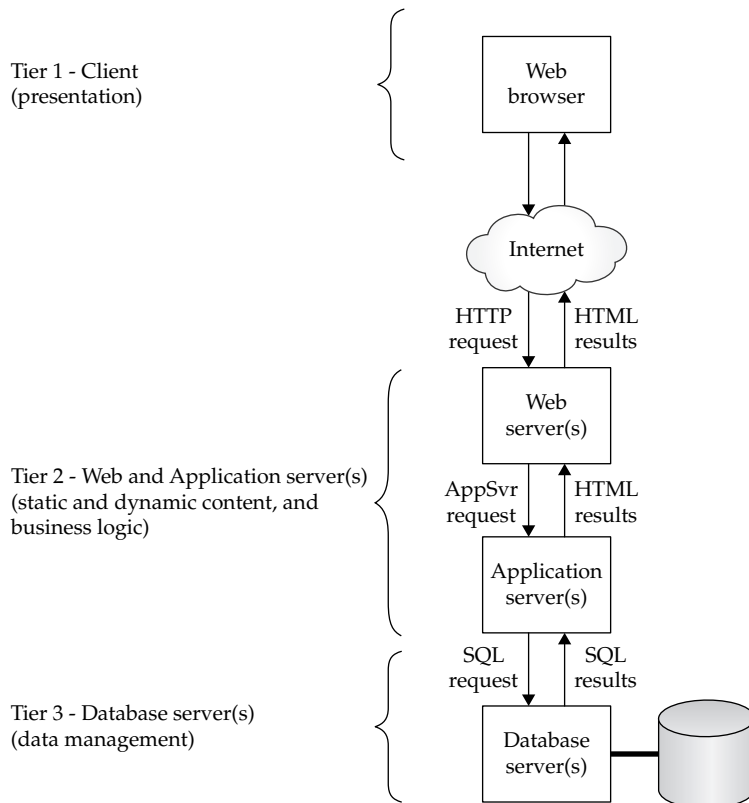 Tier 1 - Client
(presentation)
Web
browser
Internet
HTTP
request
HTML
results
Web
server(s)
Tier 2 - Web and Application server(s)
(static and dynamic content, and
business logic)
AppSvr
request
HTML
results
Application
server(s)
SQL
request
SQL
results
Tier 3 - Database server(s)
(data management)
Database
server(s)